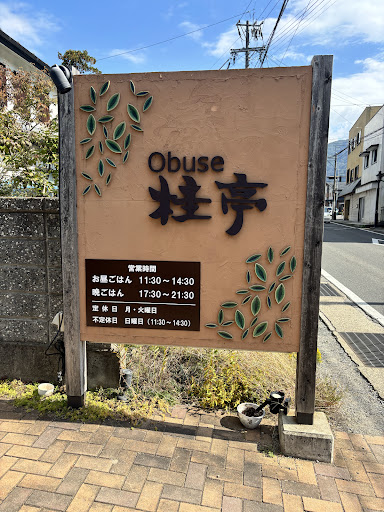 Obuse
桂亭
営業時間
お昼ごはん 11:30～14:30
晩ごはん 17:30～21:30
定休日 月・火曜日
不定休日 日曜日（11:30～14:30）